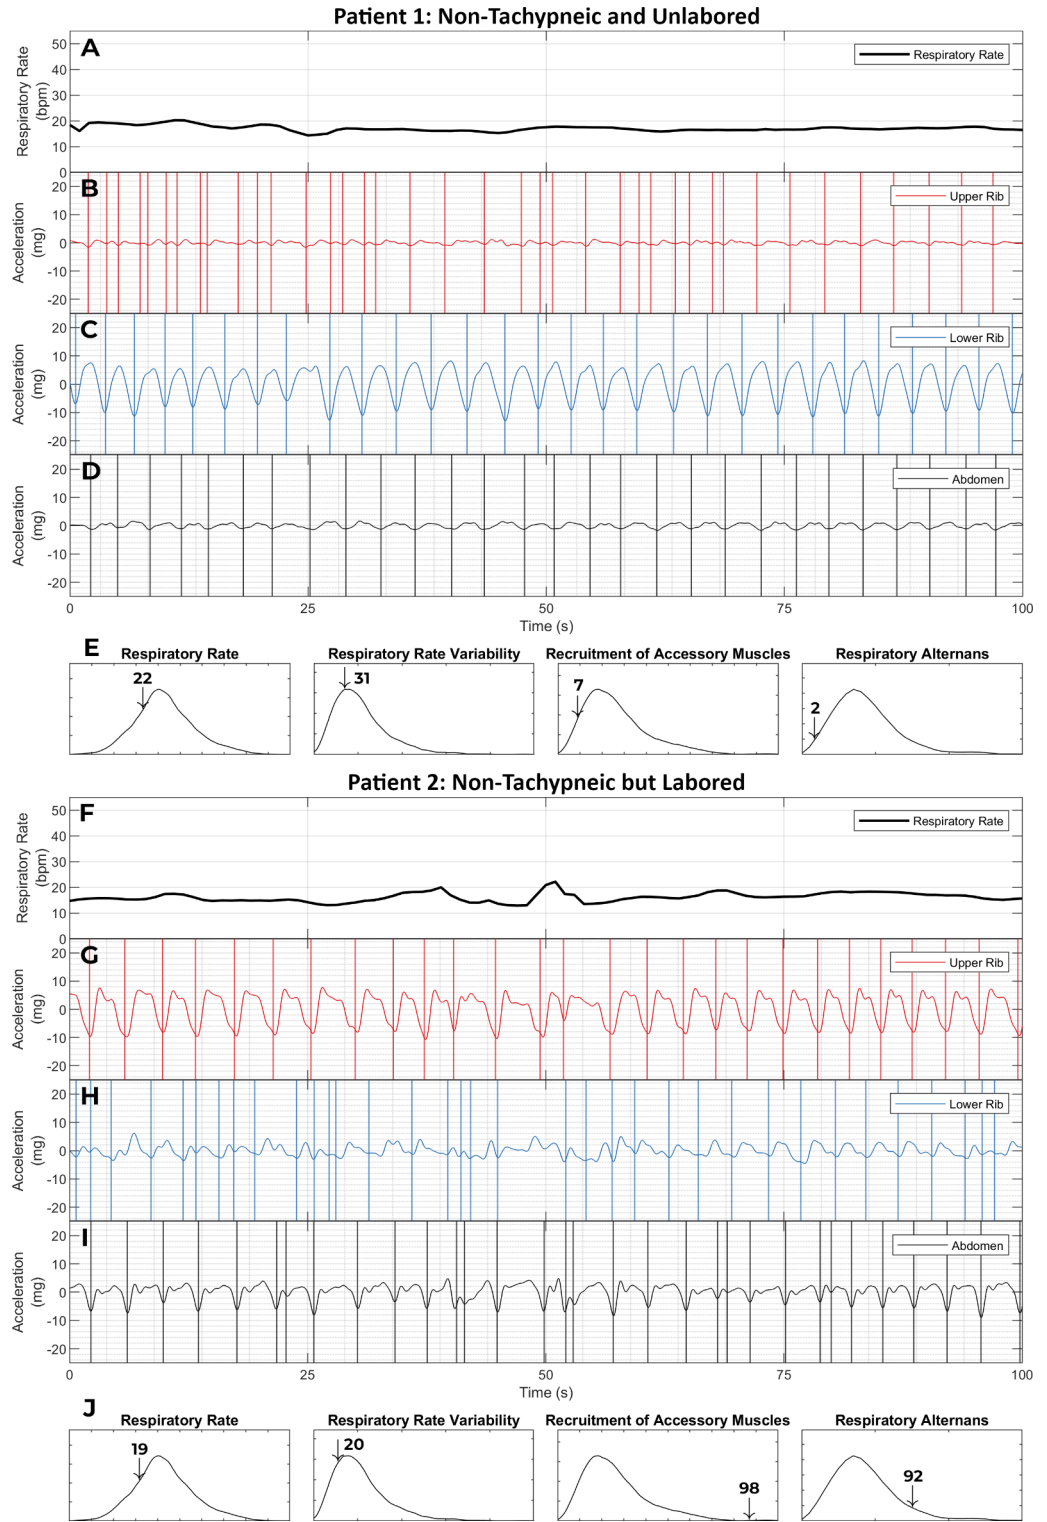 Patient 1: Non-Tachypneic and Unlabored
A
Respiratory Rate
(bpm)
50
40
30
20
10
0
Respiratory Rate
B
Acceleration
(mg)
20
10
0
-10
-20
Upper Rib
C
Acceleration
(mg)
20
10
0
-10
-20
Lower Rib
D
Acceleration
(mg)
20
10
0
-10
-20
Abdomen
0 25 50 75 100
Time (s)
E
Respiratory Rate Respiratory Rate Variability Recruitment of Accessory Muscles Respiratory Alternans
22 31 7 2
Patient 2: Non-Tachypneic but Labored
F
Respiratory Rate
(bpm)
50
40
30
20
10
0
Respiratory Rate
G
Acceleration
(mg)
20
10
0
-10
-20
Upper Rib
H
Acceleration
(mg)
20
10
0
-10
-20
Lower Rib
I
Acceleration
(mg)
20
10
0
-10
-20
Abdomen
0 25 50 75 100
Time (s)
J
Respiratory Rate Respiratory Rate Variability Recruitment of Accessory Muscles Respiratory Alternans
19 20 98 92